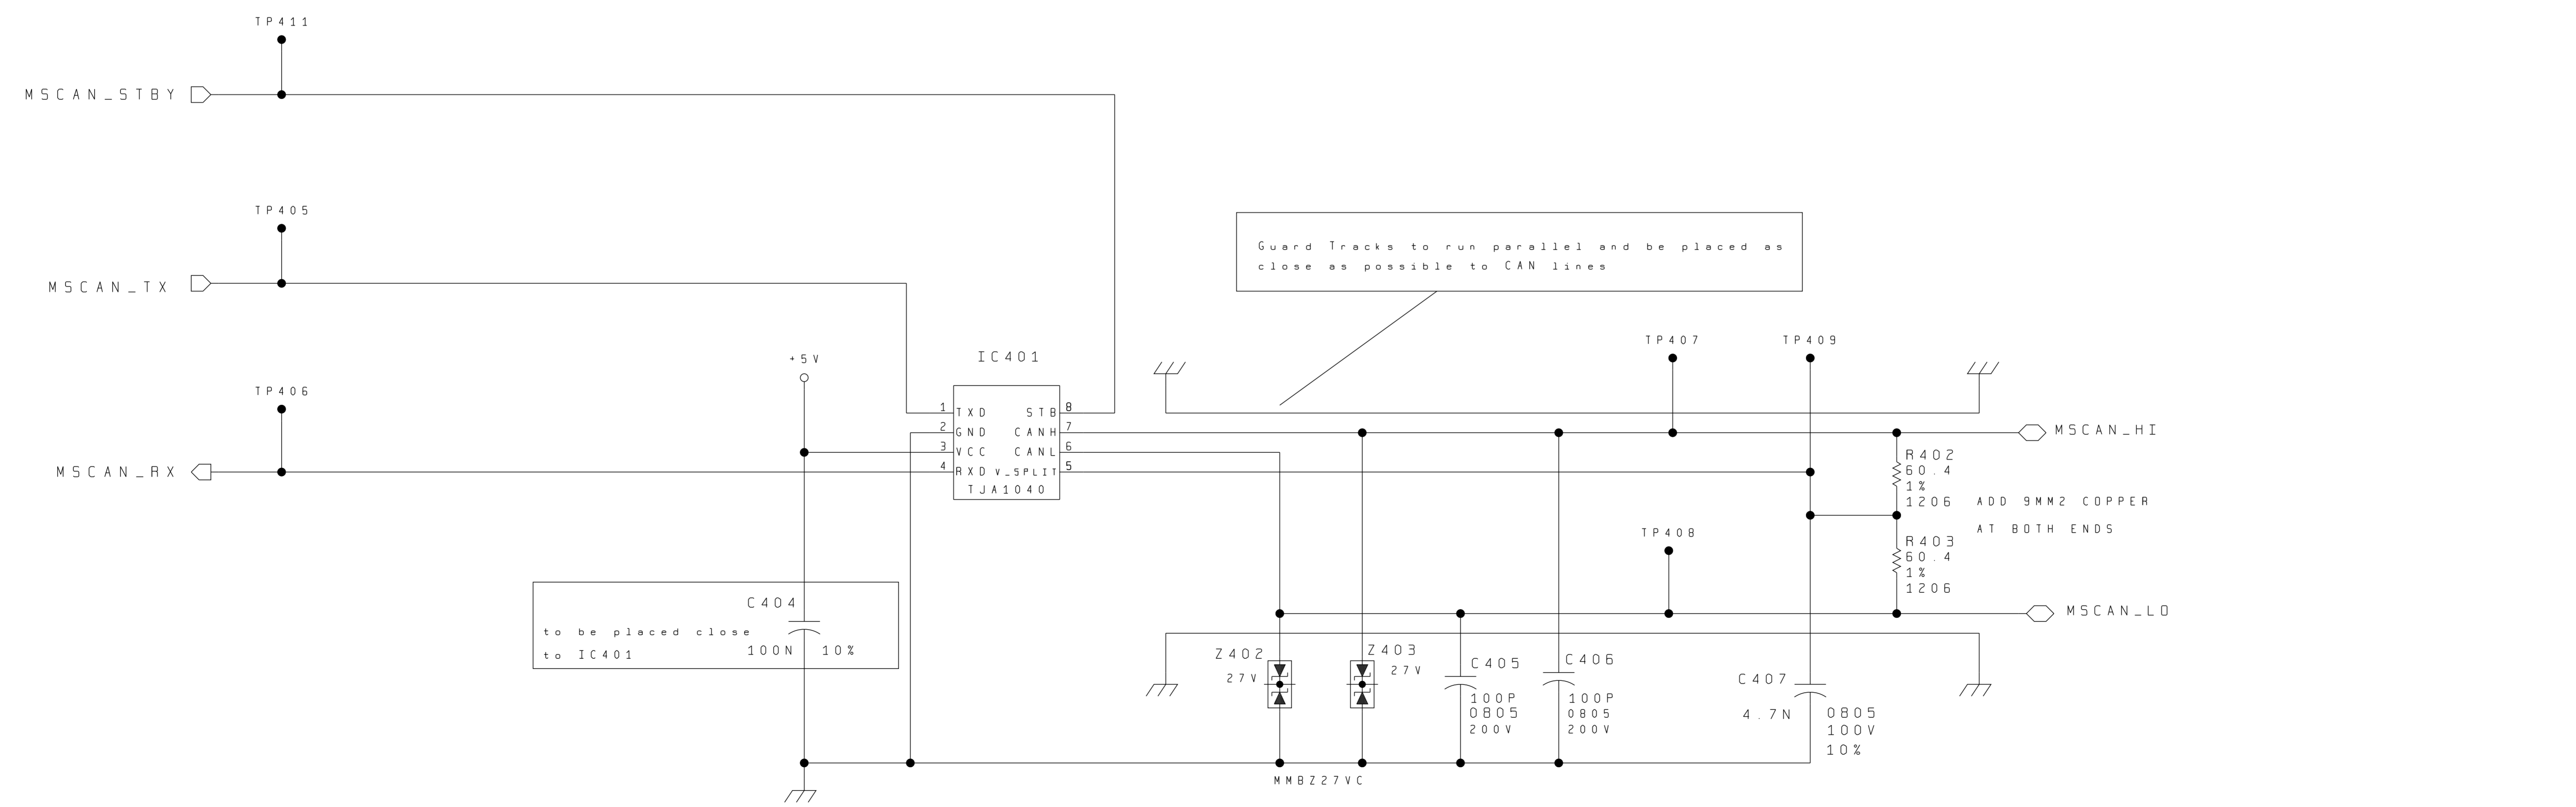 TP411
MSCAN_STBY
TP405
MSCAN_TX
TP406
MSCAN_RX
Guard Tracks to run parallel and be placed as
close as possible to CAN lines
+5V
IC401
1 TXD STB 8
2 GND CANH 7
3 VCC CANL 6
4 RXD V_SPLIT 5
TJA1040
TP407
TP409
MSCAN_HI
R402
60.4
1%
1206
ADD 9MM2 COPPER
AT BOTH ENDS
TP408
R403
60.4
1%
1206
MSCAN_LO
C404
to be placed close
to IC401
100N 10%
Z402
27V
Z403
27V
MMBZ27VC
C405
100P
0805
200V
C406
100P
0805
200V
C407
4.7N
0805
100V
10%